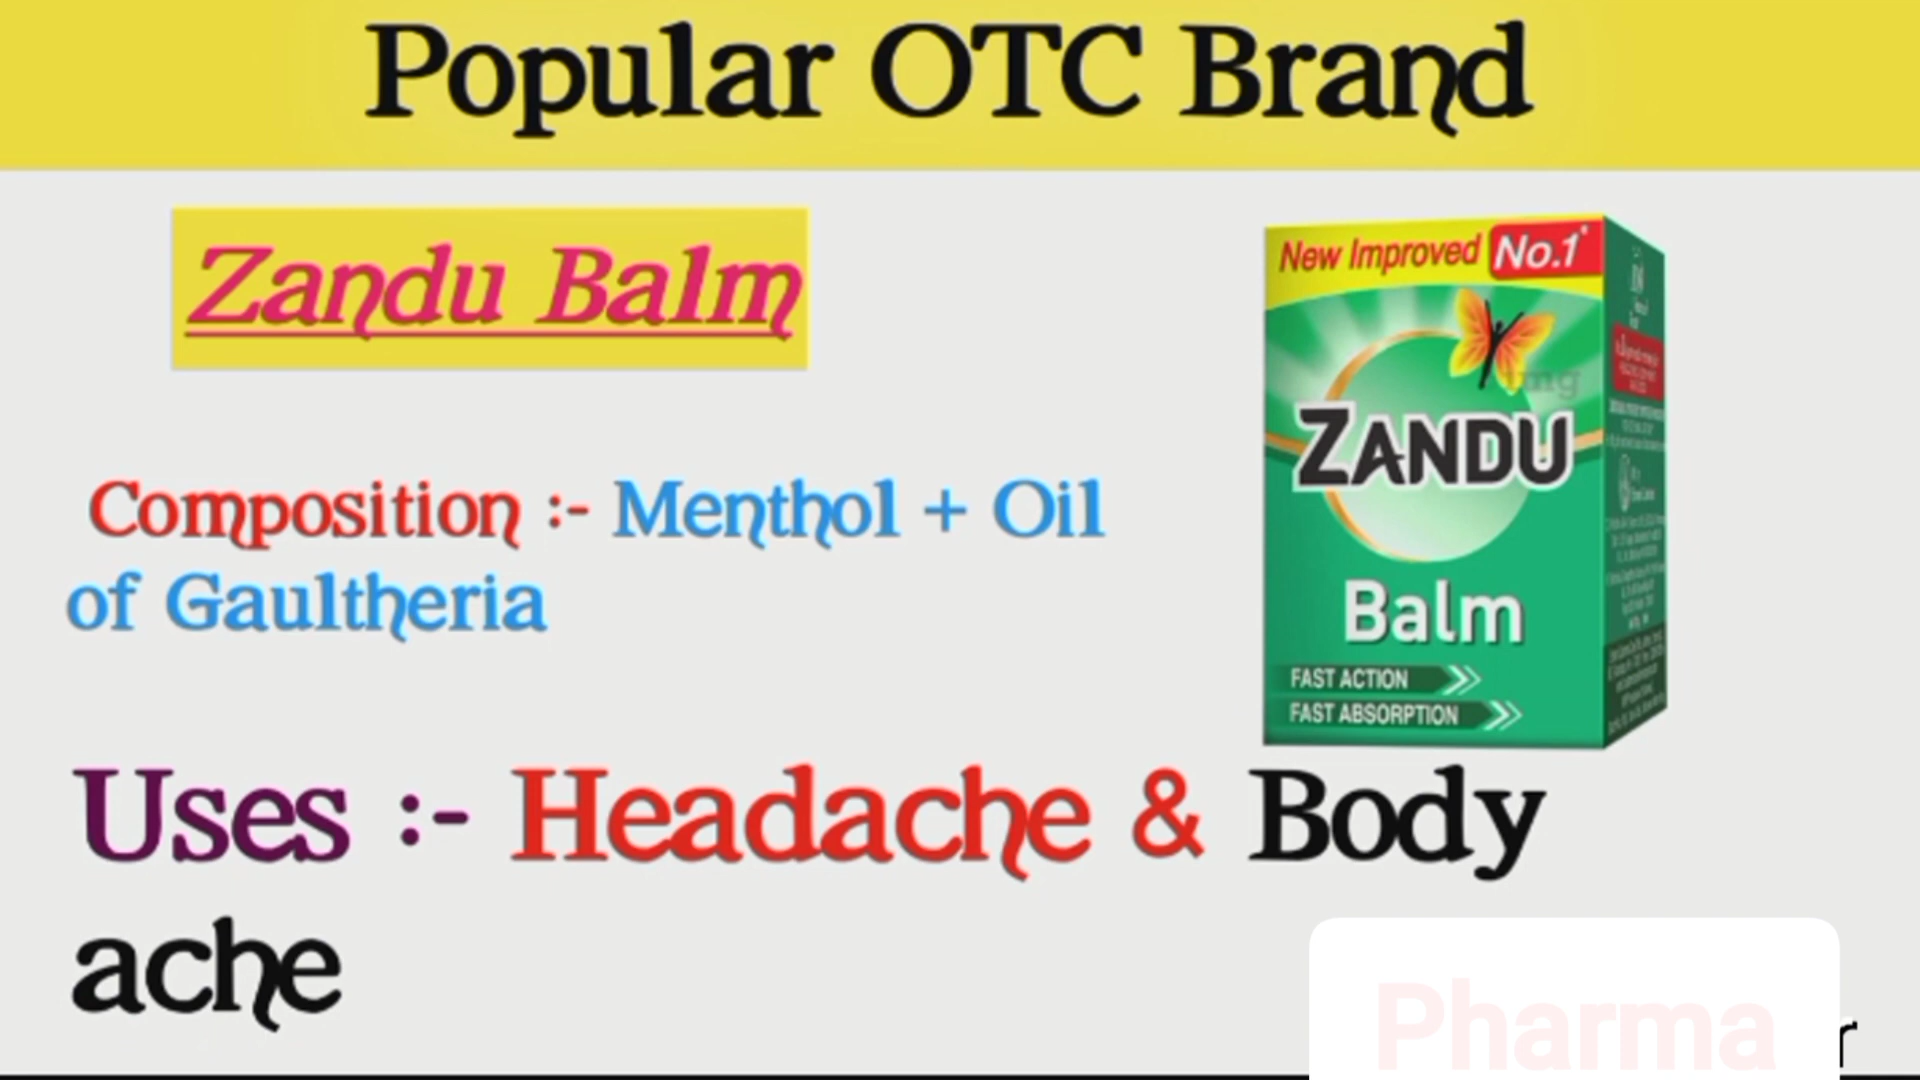 Popular OTC Brand
Zandu Balm
Composition :- Menthol + Oil
of Gaultheria
New Improved No.1*
1mg
ZANDU
Balm
FAST ACTION
FAST ABSORPTION
Uses :- Headache & Body
ache
Pharma